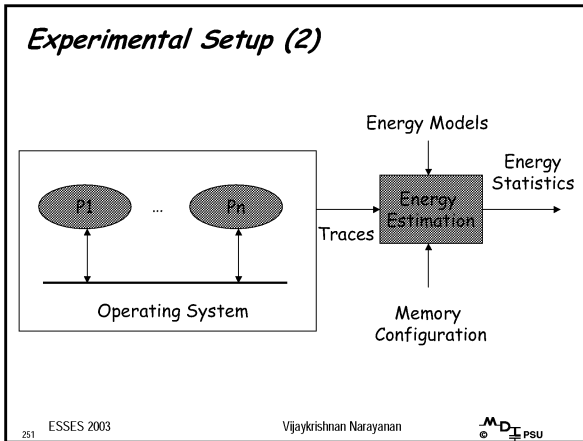 Experimental Setup (2)
Energy Models
Energy
Statistics
P1
...
Pn
Energy
Estimation
Traces
Operating System
Memory
Configuration
251 ESSES 2003 Vijaykrishnan Narayanan © PSU